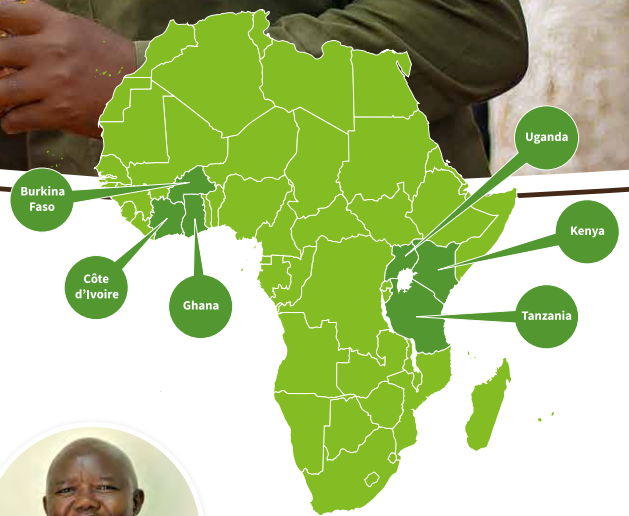 Uganda
Burkina
Faso
Kenya
Côte
d'Ivoire
Ghana
Tanzania